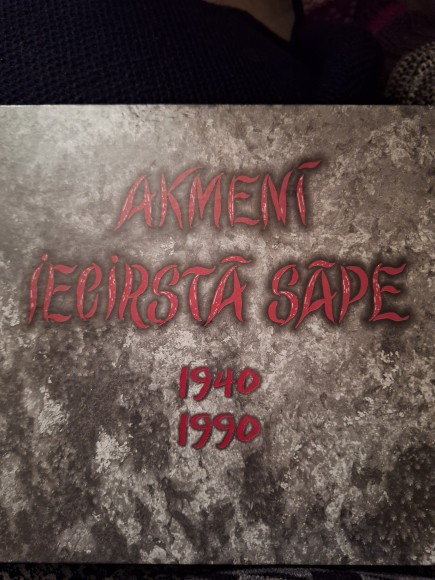 AKMENĪ
IECIRSTĀ SĀPE
1940
1990